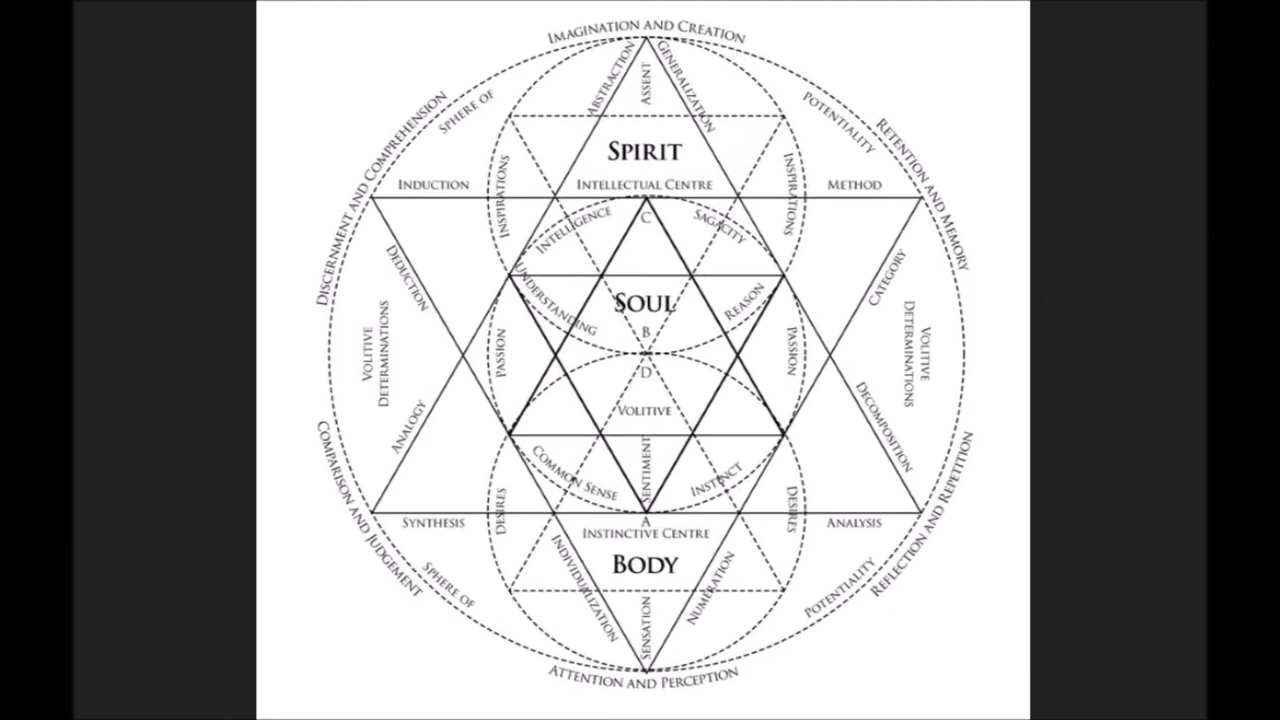 IMAGINATION AND CREATION
ABSTRACTION
ASSENT
GENERALIZATION
SPHERE OF
POTENTIALITY
DISCERNMENT AND COMPREHENSION
RETENTION AND MEMORY
SPIRIT
INDUCTION
INTELLECTUAL CENTRE
METHOD
INSPIRATIONS
INSPIRATIONS
INTELLIGENCE
C
SAGACITY
DEDUCTION
CATEGORY
UNDERSTANDING
SOUL
REASON
VOLITIVE
DETERMINATIONS
PASSION
B
D
PASSION
VOLITIVE
DETERMINATIONS
ANALOGY
VOLITIVE
DECOMPOSITION
COMMON SENSE
SENTIMENT
INSTINCT
COMPARISON AND JUDGEMENT
REFLECTION AND REPETITION
SYNTHESIS
DESIRES
A
DESIRES
ANALYSIS
INSTINCTIVE CENTRE
BODY
SPHERE OF
INDIVIDUALIZATION
SENSATION
NUMERATION
POTENTIALITY
ATTENTION AND PERCEPTION